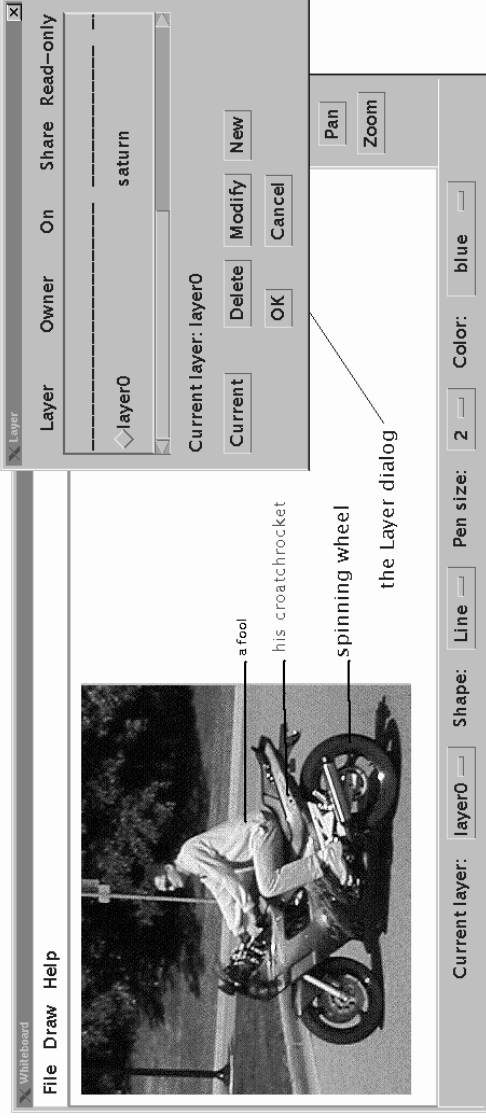 Whiteboard
File Draw Help
a fool
his croatchrocket
spinning wheel
the Layer dialog
Pan
Zoom
Current layer: layer0 Shape: Line Pen size: 2 Color: blue
Layer
Layer Owner On Share Read-only
layer0 saturn
Current layer: layer0
Current Delete Modify New
OK Cancel